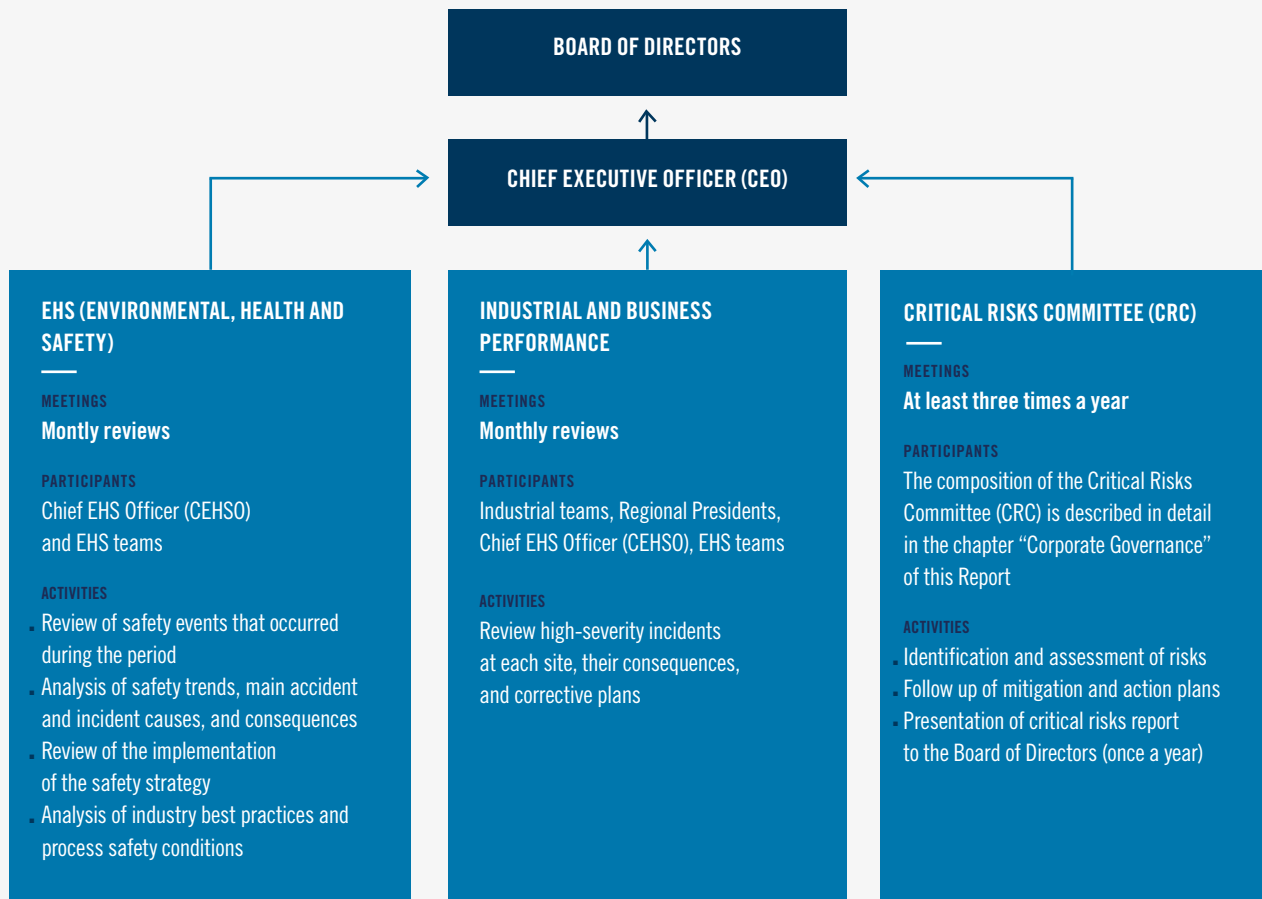 BOARD OF DIRECTORS
CHIEF EXECUTIVE OFFICER (CEO)
EHS (ENVIRONMENTAL, HEALTH AND
SAFETY)
MEETINGS
Montly reviews
PARTICIPANTS
Chief EHS Officer (CEHSO)
and EHS teams
ACTIVITIES
Review of safety events that occurred
during the period
Analysis of safety trends, main accident
and incident causes, and consequences
Review of the implementation
of the safety strategy
Analysis of industry best practices and
process safety conditions
INDUSTRIAL AND BUSINESS
PERFORMANCE
MEETINGS
Monthly reviews
PARTICIPANTS
Industrial teams, Regional Presidents,
Chief EHS Officer (CEHSO), EHS teams
ACTIVITIES
Review high-severity incidents
at each site, their consequences,
and corrective plans
CRITICAL RISKS COMMITTEE (CRC)
MEETINGS
At least three times a year
PARTICIPANTS
The composition of the Critical Risks
Committee (CRC) is described in detail
in the chapter “Corporate Governance”
of this Report
ACTIVITIES
Identification and assessment of risks
Follow up of mitigation and action plans
Presentation of critical risks report
to the Board of Directors (once a year)